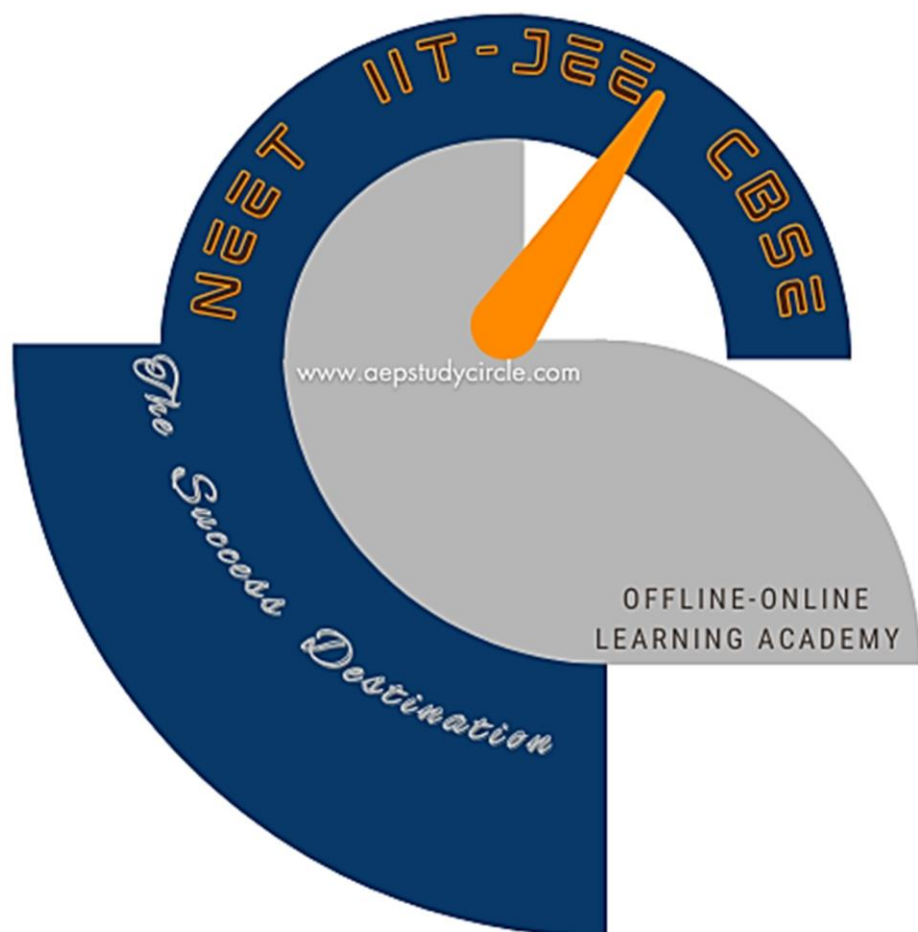 NEET IIT-JEE CBSE
www.aepstudycircle.com
The Success Destination
OFFLINE-ONLINE
LEARNING ACADEMY